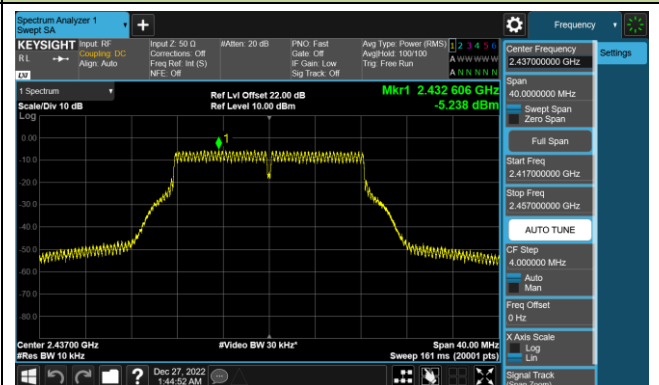 Spectrum Analyzer 1
Swept SA
+
Frequency
KEYSIGHT
RL
LXI
Input: RF
Coupling: DC
Align: Auto
Input Z: 50 Ω
Corrections: Off
Freq Ref: Int (S)
NFE: Off
#Atten: 20 dB
PNO: Fast
Gate: Off
IF Gain: Low
Sig Track: Off
Avg Type: Power (RMS)
Avg|Hold: 100/100
Trig: Free Run
1 2 3 4 5 6
A W W W W W
A N N N N N
1 Spectrum
Scale/Div 10 dB
Log
Ref Lvl Offset 22.00 dB
Ref Level 10.00 dBm
Mkr1 2.432 606 GHz
-5.238 dBm
1
0.00
-10.0
-20.0
-30.0
-40.0
-50.0
-60.0
-70.0
-80.0
Center 2.43700 GHz
#Res BW 10 kHz
#Video BW 30 kHz*
Span 40.00 MHz
Sweep 161 ms (20001 pts)
Dec 27, 2022
1:44:52 AM
Center Frequency
2.437000000 GHz
Settings
Span
40.0000000 MHz
Swept Span
Zero Span
Full Span
Start Freq
2.417000000 GHz
Stop Freq
2.457000000 GHz
AUTO TUNE
CF Step
4.000000 MHz
Auto
Man
Freq Offset
0 Hz
X Axis Scale
Log
Lin
Signal Track
(Span Zoom)